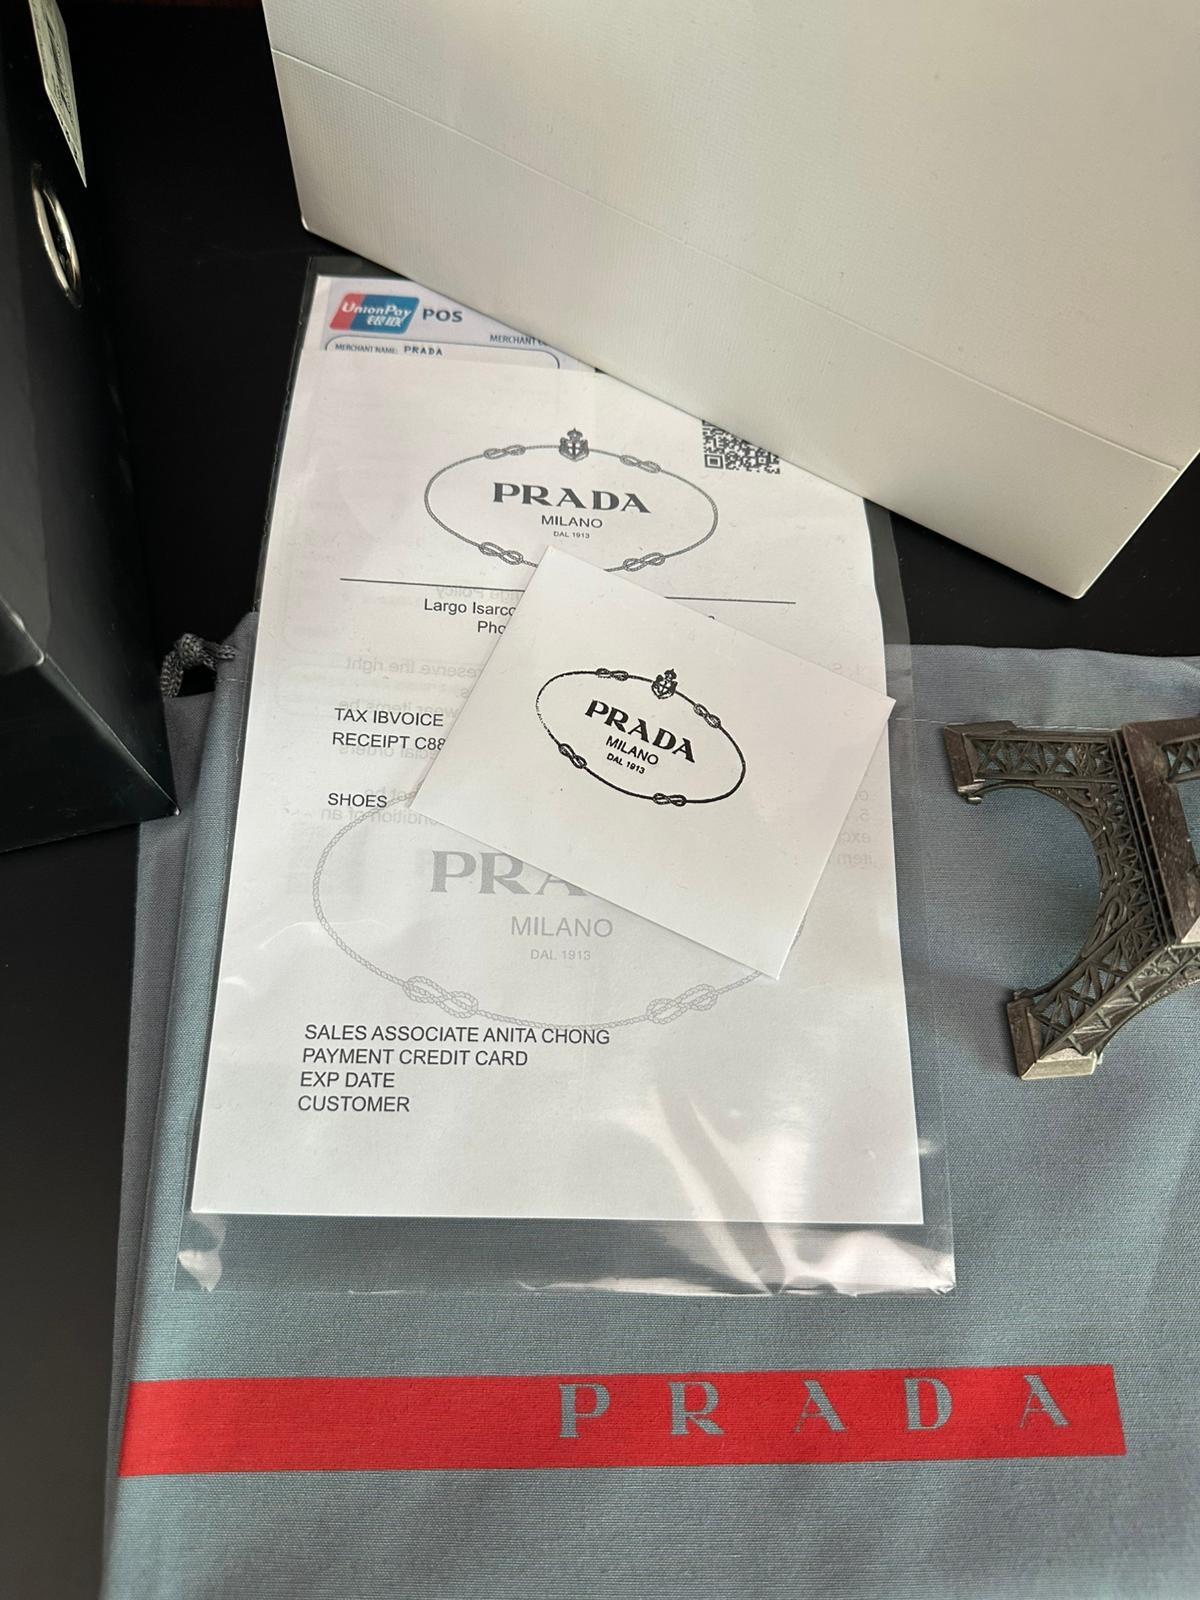 UnionPay POS
银联
MERCHANT
MERCHANT NAME: PRADA
PRADA
MILANO
DAL 1913
Largo Isarco
TAX IBVOICE
RECEIPT C88
SHOES
PRADA
MILANO
DAL 1913
PRA
MILANO
DAL 1913
SALES ASSOCIATE ANITA CHONG
PAYMENT CREDIT CARD
EXP DATE
CUSTOMER
PRADA